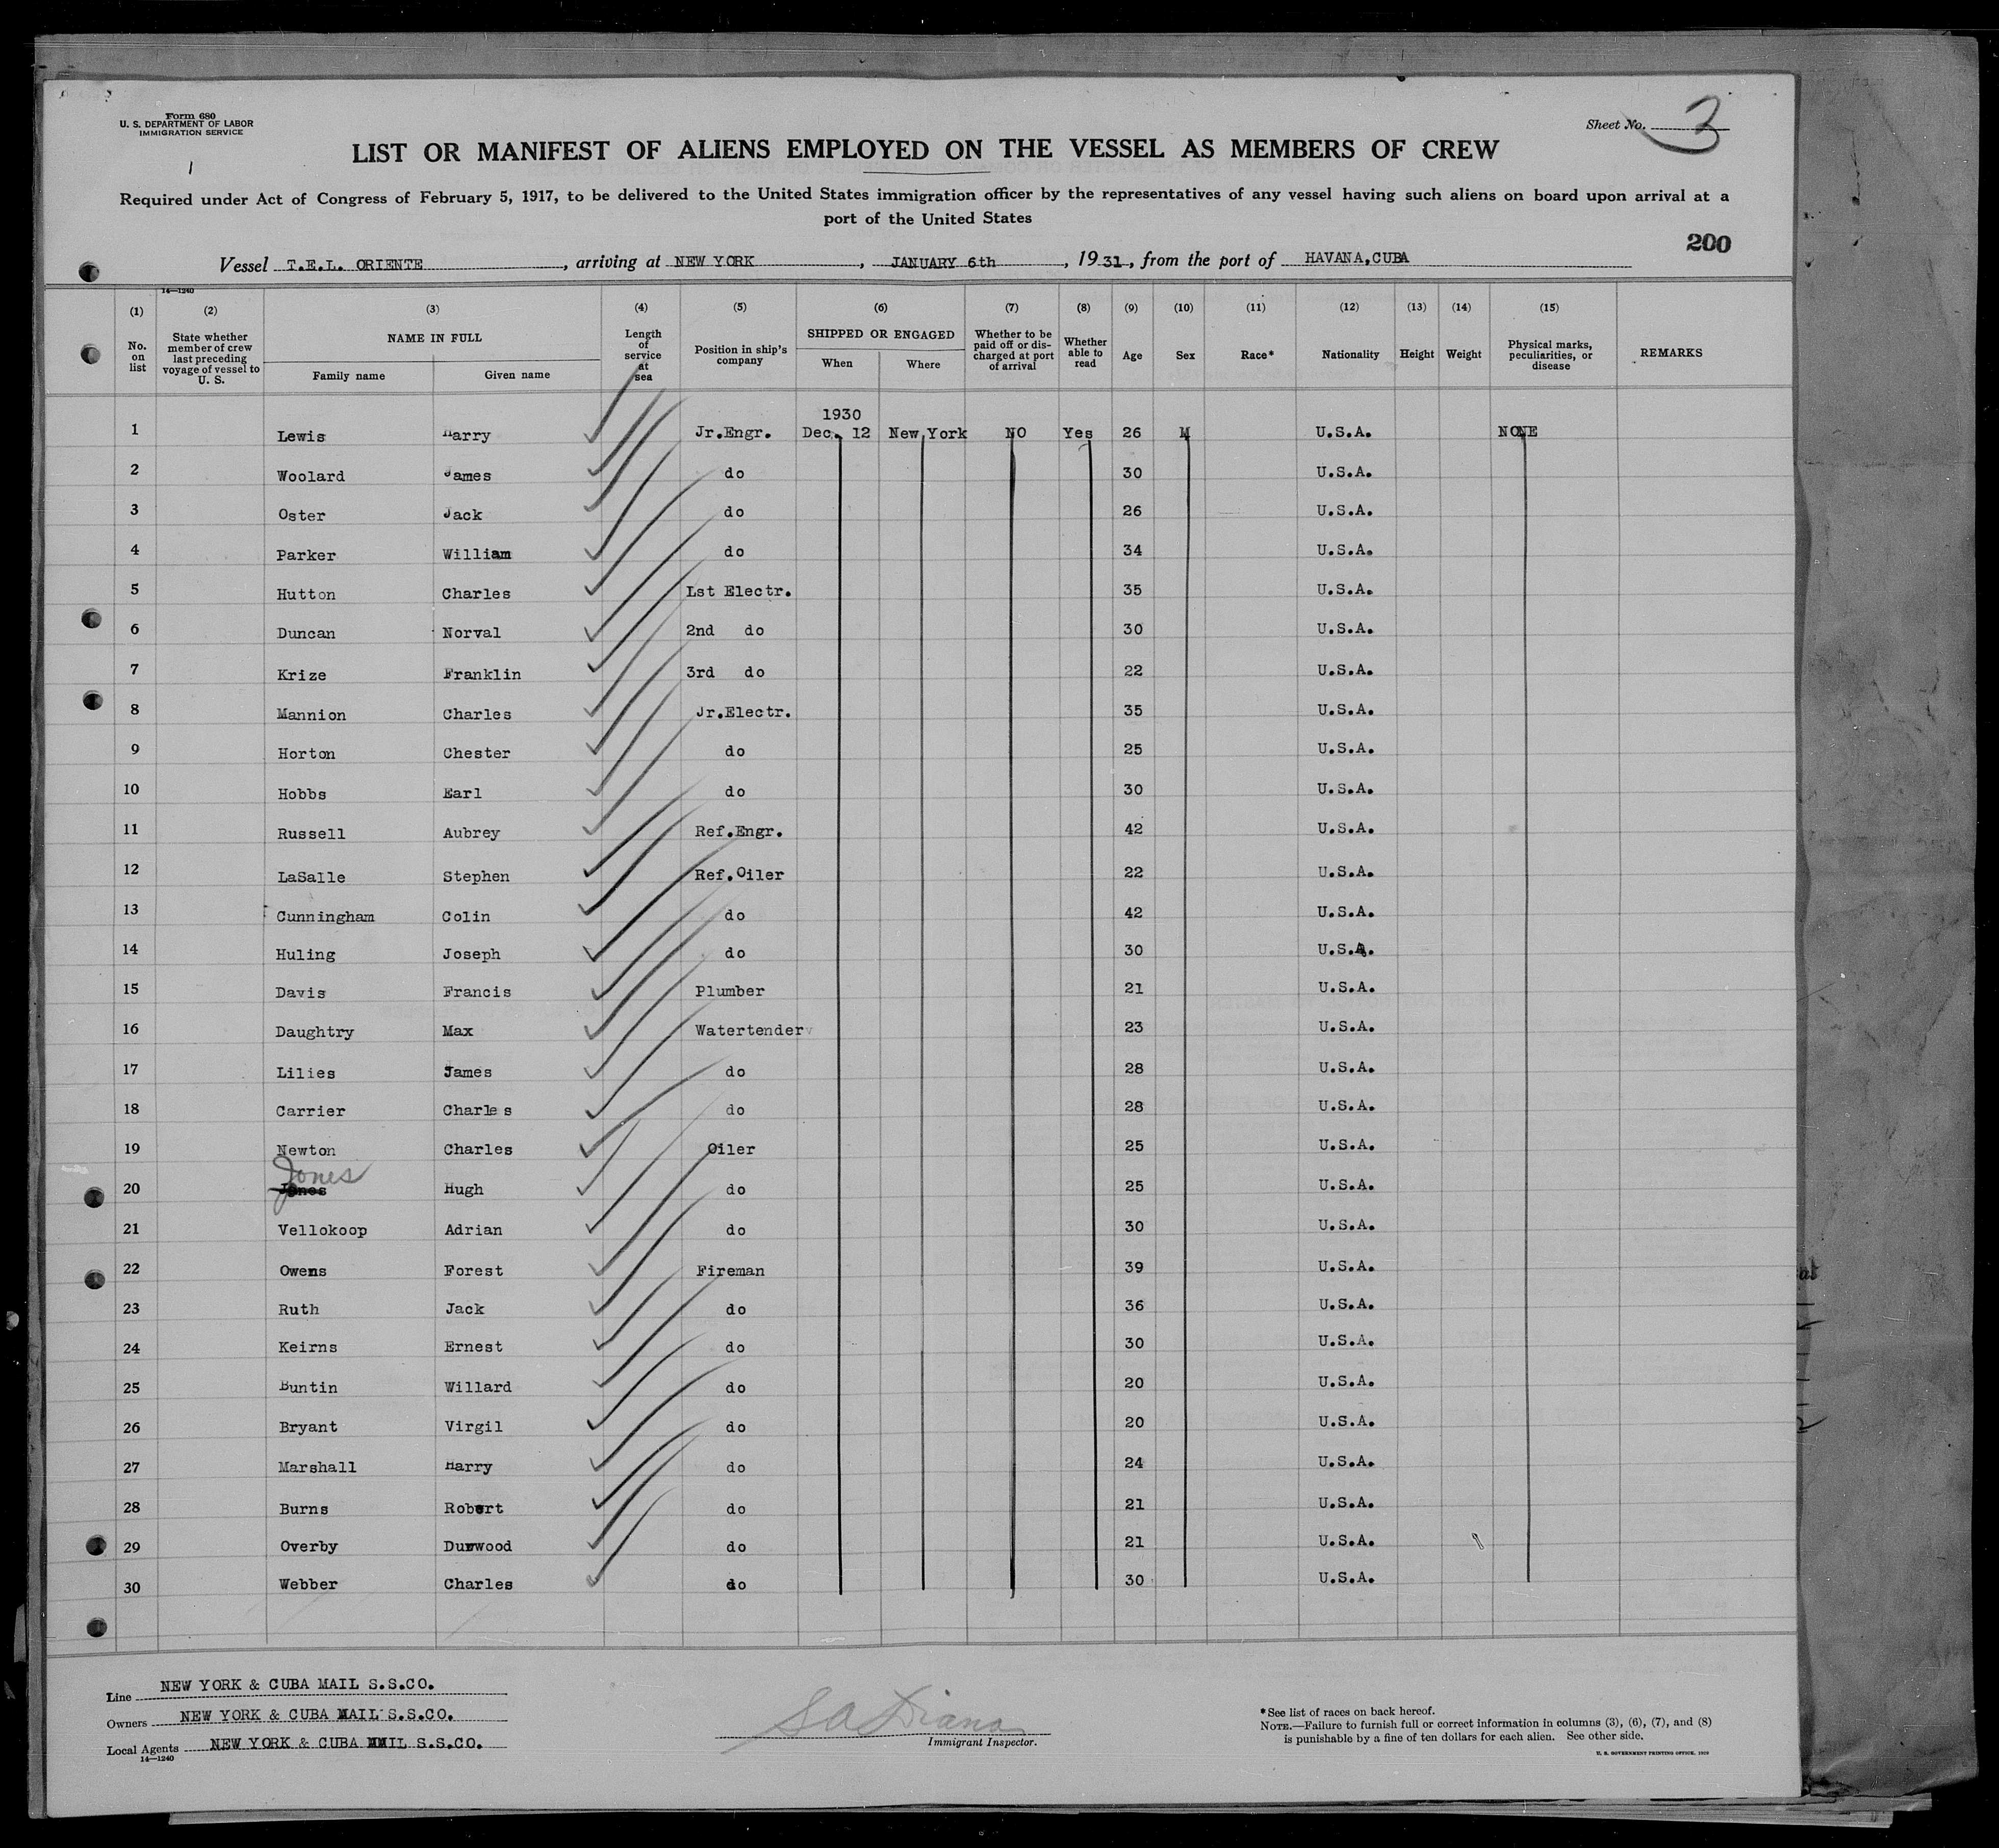 Form 680
U. S. DEPARTMENT OF LABOR
IMMIGRATION SERVICE
Sheet No. 3
LIST OR MANIFEST OF ALIENS EMPLOYED ON THE VESSEL AS MEMBERS OF CREW
Required under Act of Congress of February 5, 1917, to be delivered to the United States immigration officer by the representatives of any vessel having such aliens on board upon arrival at a
port of the United States
200
Vessel T.E.L. ORIENTE, arriving at NEW YORK, JANUARY 6th, 1931, from the port of HAVANA,CUBA
14—1240
(1) (2) (3) (4) (5) (6) (7) (8) (9) (10) (11) (12) (13) (14) (15)
No. on list State whether member of crew last preceding voyage of vessel to U. S. NAME IN FULL Family name Given name Length of service at sea Position in ship's company SHIPPED OR ENGAGED When Where Whether to be paid off or discharged at port of arrival Whether able to read Age Sex Race* Nationality Height Weight Physical marks, peculiarities, or disease REMARKS
1930
1 Lewis Harry Jr.Engr. Dec. 12 New York NO Yes 26 M U.S.A. NONE
2 Woolard James do 30 U.S.A.
3 Oster Jack do 26 U.S.A.
4 Parker William do 34 U.S.A.
5 Hutton Charles Lst Electr. 35 U.S.A.
6 Duncan Norval 2nd do 30 U.S.A.
7 Krize Franklin 3rd do 22 U.S.A.
8 Mannion Charles Jr.Electr. 35 U.S.A.
9 Horton Chester do 25 U.S.A.
10 Hobbs Earl do 30 U.S.A.
11 Russell Aubrey Ref.Engr. 42 U.S.A.
12 LaSalle Stephen Ref.Oiler 22 U.S.A.
13 Cunningham Colin do 42 U.S.A.
14 Huling Joseph do 30 U.S.A.
15 Davis Francis Plumber 21 U.S.A.
16 Daughtry Max Watertender 23 U.S.A.
17 Lilies James do 28 U.S.A.
18 Carrier Charles do 28 U.S.A.
19 Newton Charles Oiler 25 U.S.A.
Jones
20 Jones Hugh do 25 U.S.A.
21 Vellokoop Adrian do 30 U.S.A.
22 Owens Forest Fireman 39 U.S.A.
23 Ruth Jack do 36 U.S.A.
24 Keirns Ernest do 30 U.S.A.
25 Buntin Willard do 20 U.S.A.
26 Bryant Virgil do 20 U.S.A.
27 Marshall Harry do 24 U.S.A.
28 Burns Robert do 21 U.S.A.
29 Overby Durwood do 21 U.S.A.
30 Webber Charles do 30 U.S.A.
Line NEW YORK & CUBA MAIL S.S.CO.
Owners NEW YORK & CUBA MAIL S.S.CO.
Local Agents NEW YORK & CUBA MAIL S.S.CO.
14—1240
Immigrant Inspector.
*See list of races on back hereof.
NOTE.—Failure to furnish full or correct information in columns (3), (6), (7), and (8)
is punishable by a fine of ten dollars for each alien. See other side.
U. S. GOVERNMENT PRINTING OFFICE, 1929